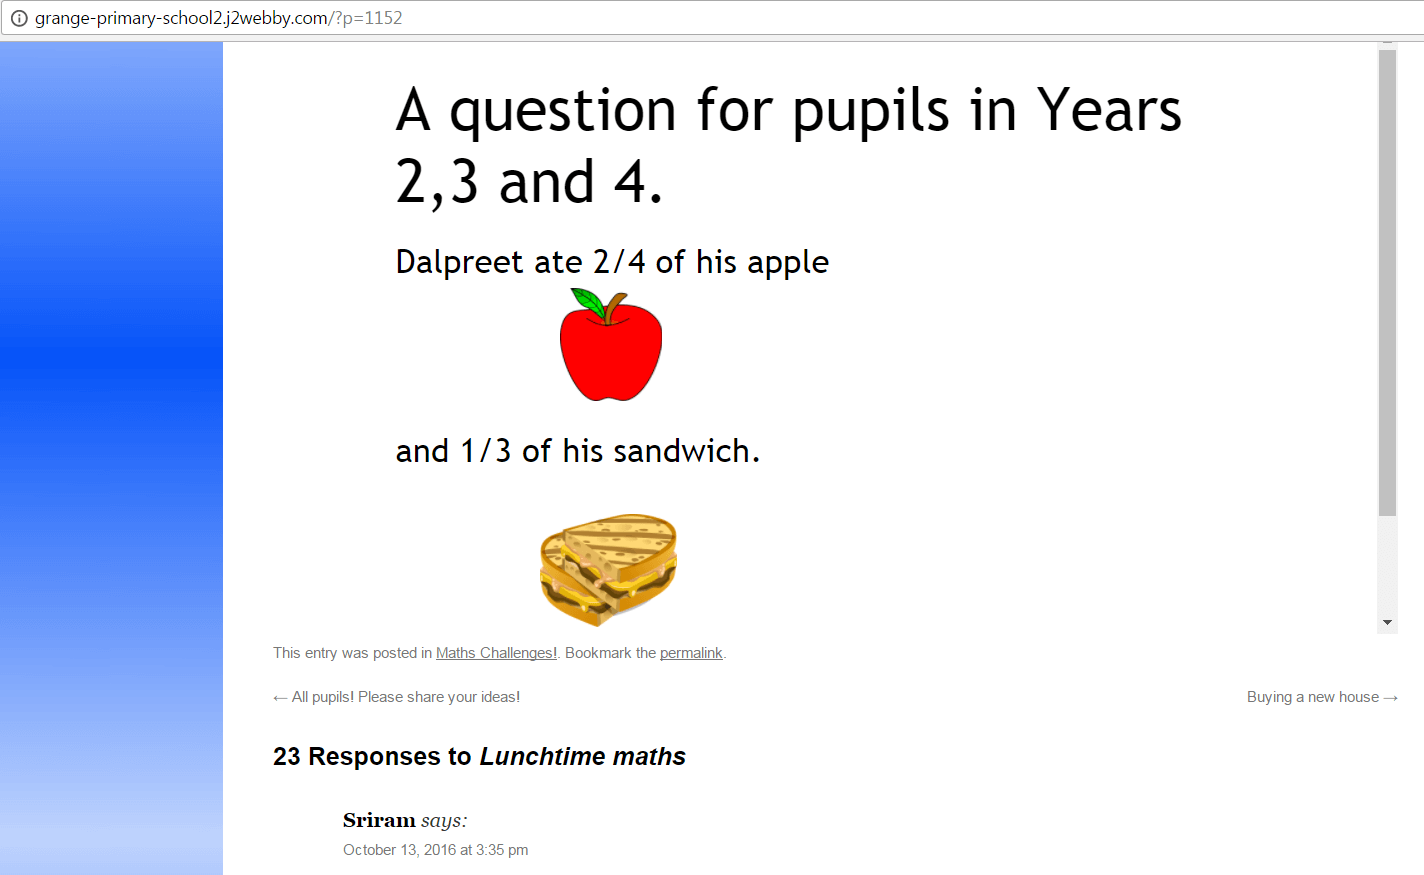 grange-primary-school2.j2webby.com/?p=1152
A question for pupils in Years
2,3 and 4.
Dalpreet ate 2/4 of his apple
and 1/3 of his sandwich.
This entry was posted in Maths Challenges!. Bookmark the permalink.
← All pupils! Please share your ideas!
Buying a new house →
23 Responses to Lunchtime maths
Sriram says:
October 13, 2016 at 3:35 pm